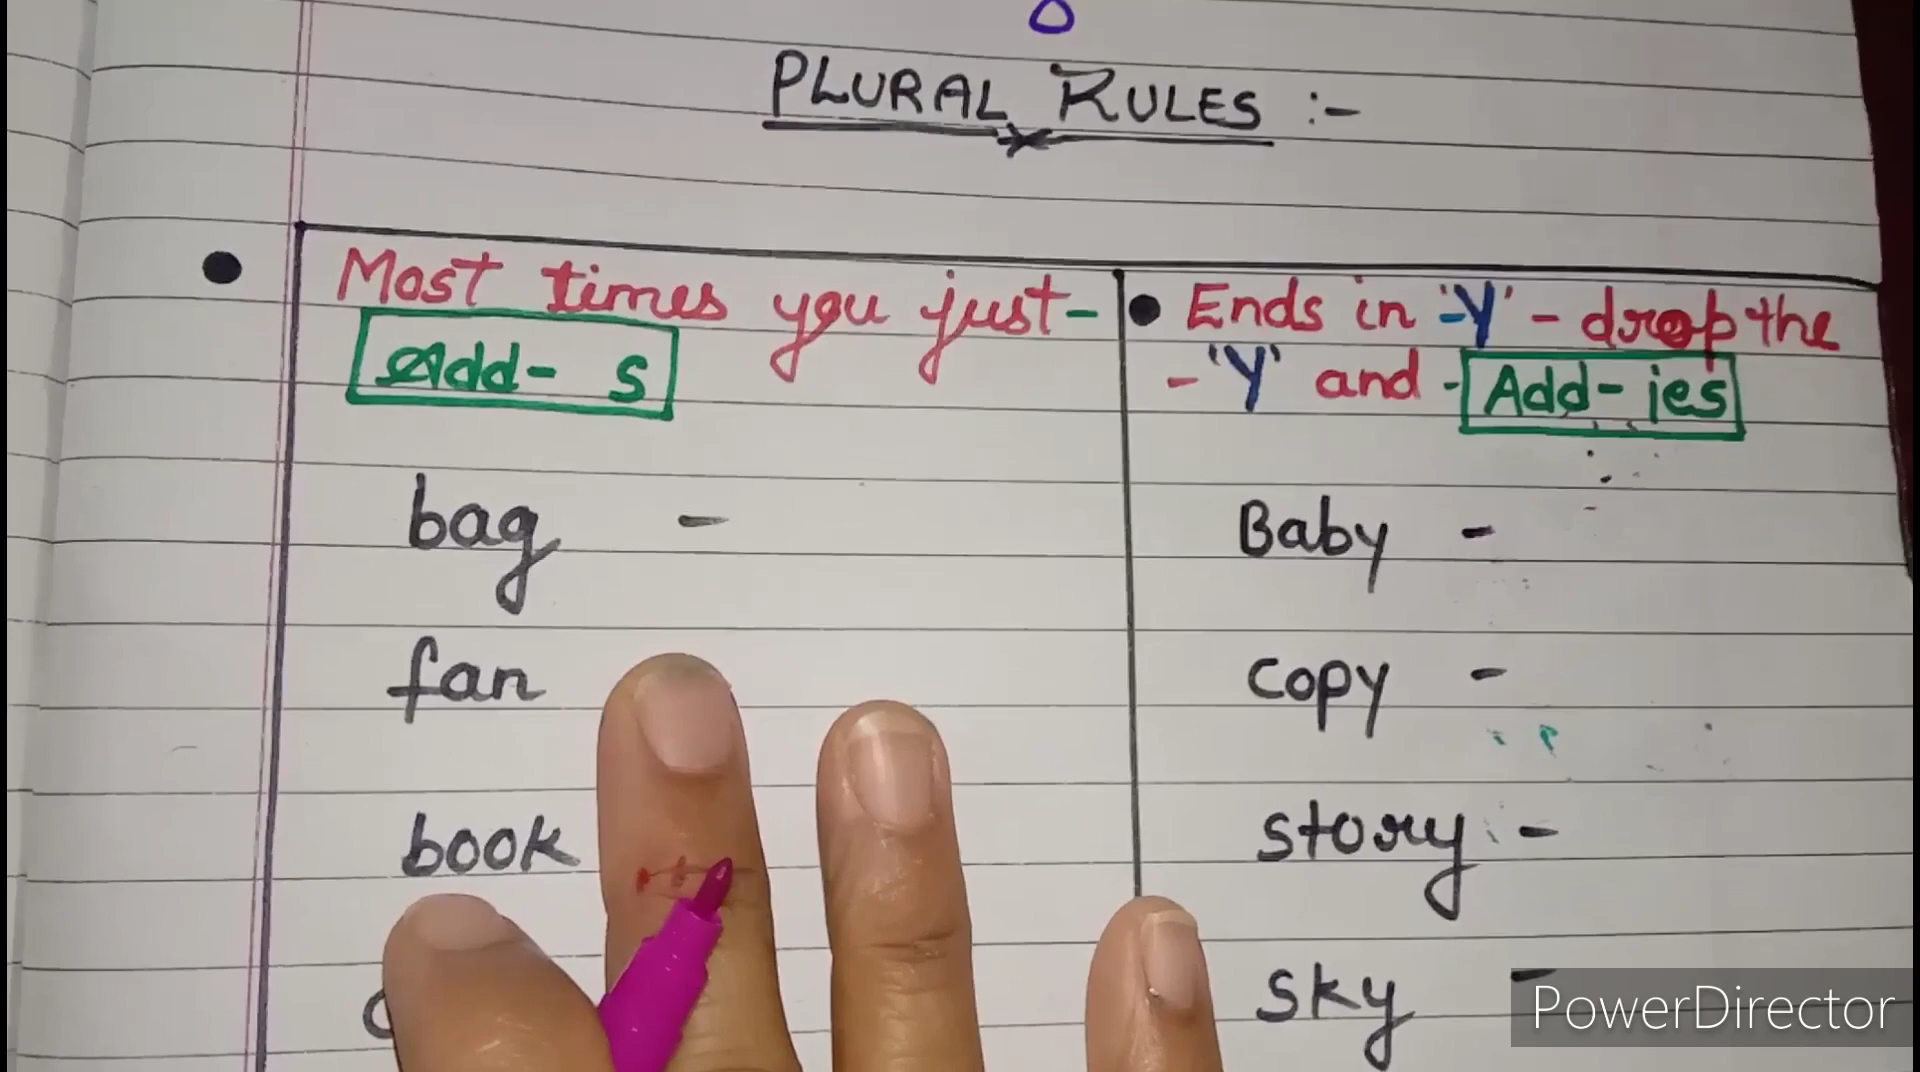 PLURAL RULES :-
Most times you just-
Add- s
bag -
fan
book
Ends in -'Y' - drop the
- 'Y' and - Add- ies
Baby -
copy -
story -
sky -
PowerDirector